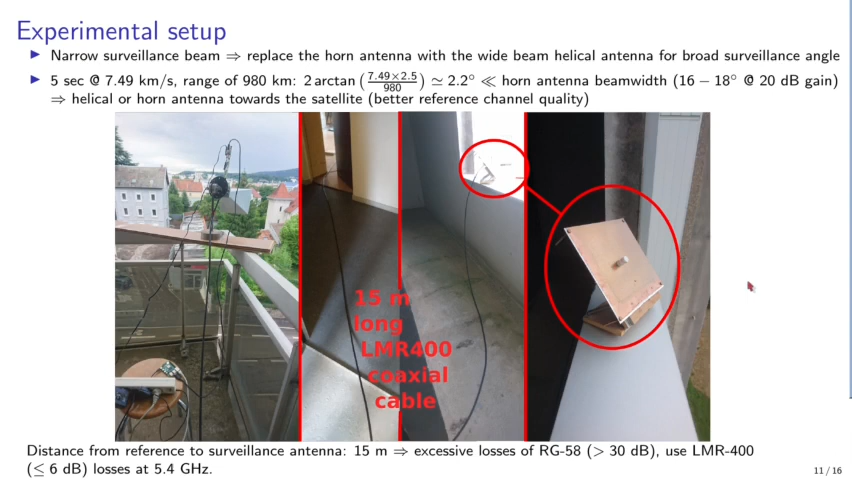 Experimental setup
Narrow surveillance beam ⇒ replace the horn antenna with the wide beam helical antenna for broad surveillance angle
5 sec @ 7.49 km/s, range of 980 km: 2 arctan (7.49×2.5/980) ≃ 2.2° ≪ horn antenna beamwidth (16 − 18° @ 20 dB gain)
⇒ helical or horn antenna towards the satellite (better reference channel quality)
15 m
long
LMR400
coaxial
cable
Distance from reference to surveillance antenna: 15 m ⇒ excessive losses of RG-58 (> 30 dB), use LMR-400
(≤ 6 dB) losses at 5.4 GHz.
11 / 16